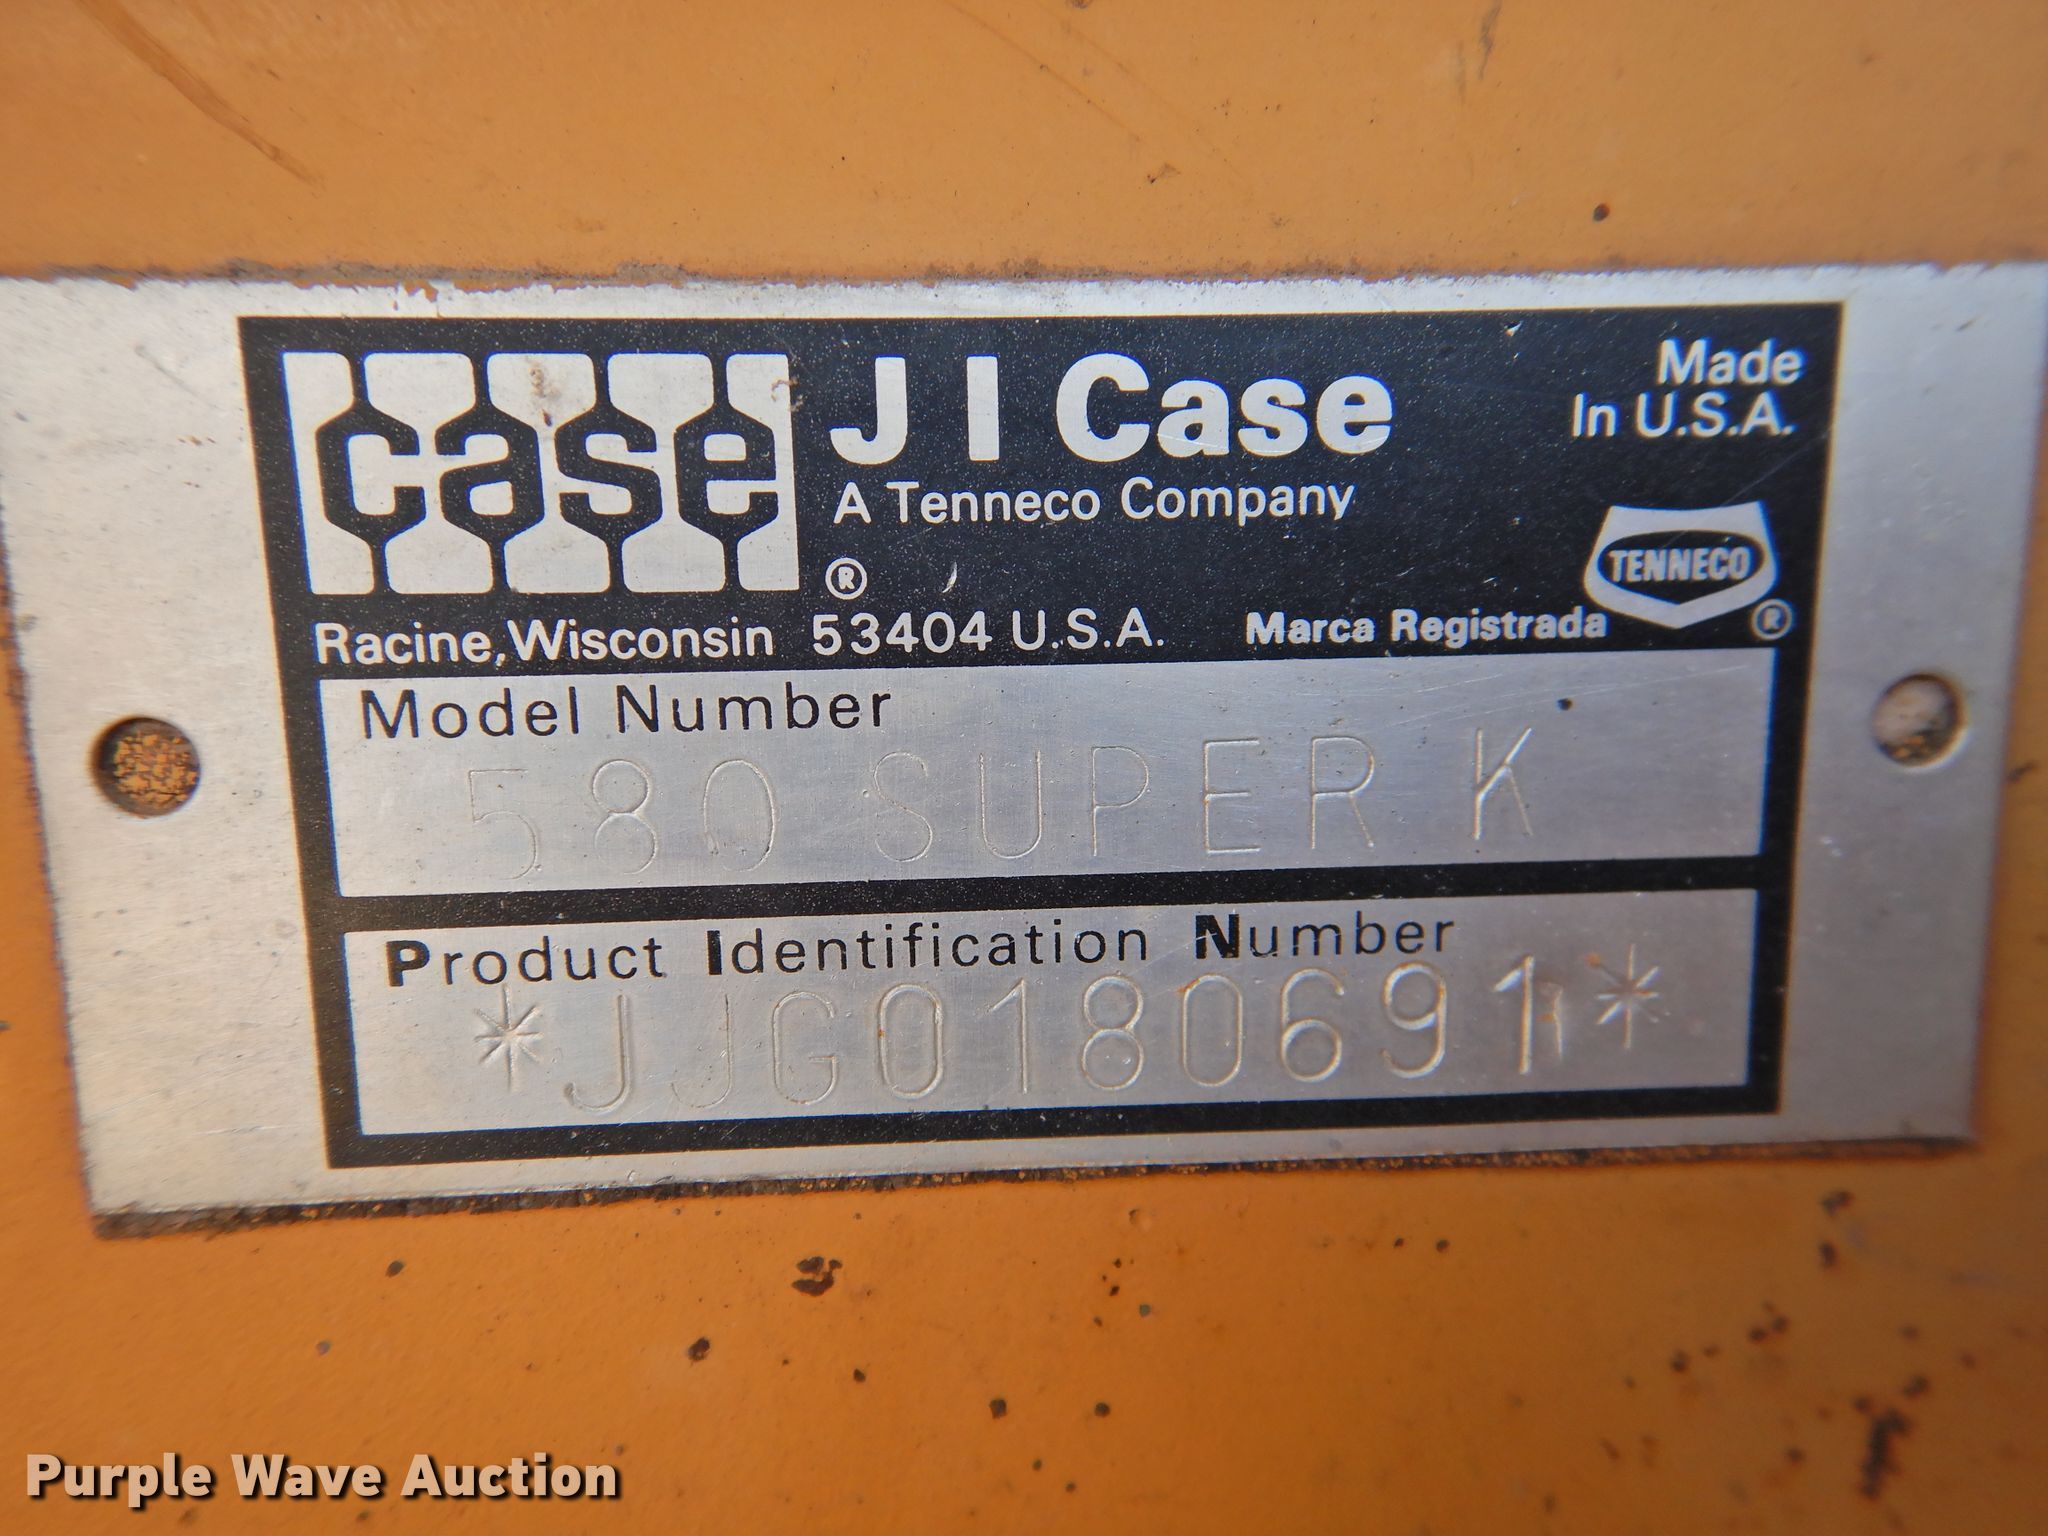 case J I Case
Made
In U.S.A.
A Tenneco Company
®
TENNECO
®
Racine, Wisconsin 53404 U.S.A.
Marca Registrada
Model Number
580 SUPER K
Product Identification Number
*JJG0180691*
Purple Wave Auction